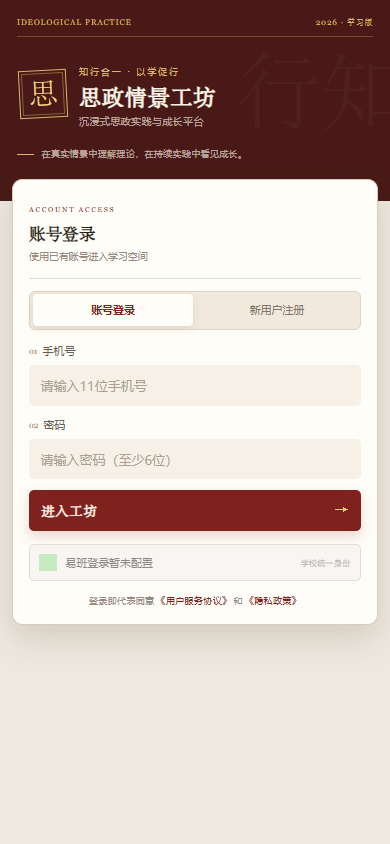 IDEOLOGICAL PRACTICE
2026 · 学习版
行知
思
知行合一 · 以学促行
思政情景工坊
沉浸式思政实践与成长平台
在真实情景中理解理论，在持续实践中看见成长。
ACCOUNT ACCESS
账号登录
使用已有账号进入学习空间
账号登录
新用户注册
01 手机号
请输入11位手机号
02 密码
请输入密码（至少6位）
进入工坊 →
易班登录暂未配置
学校统一身份
登录即代表同意《用户服务协议》和《隐私政策》